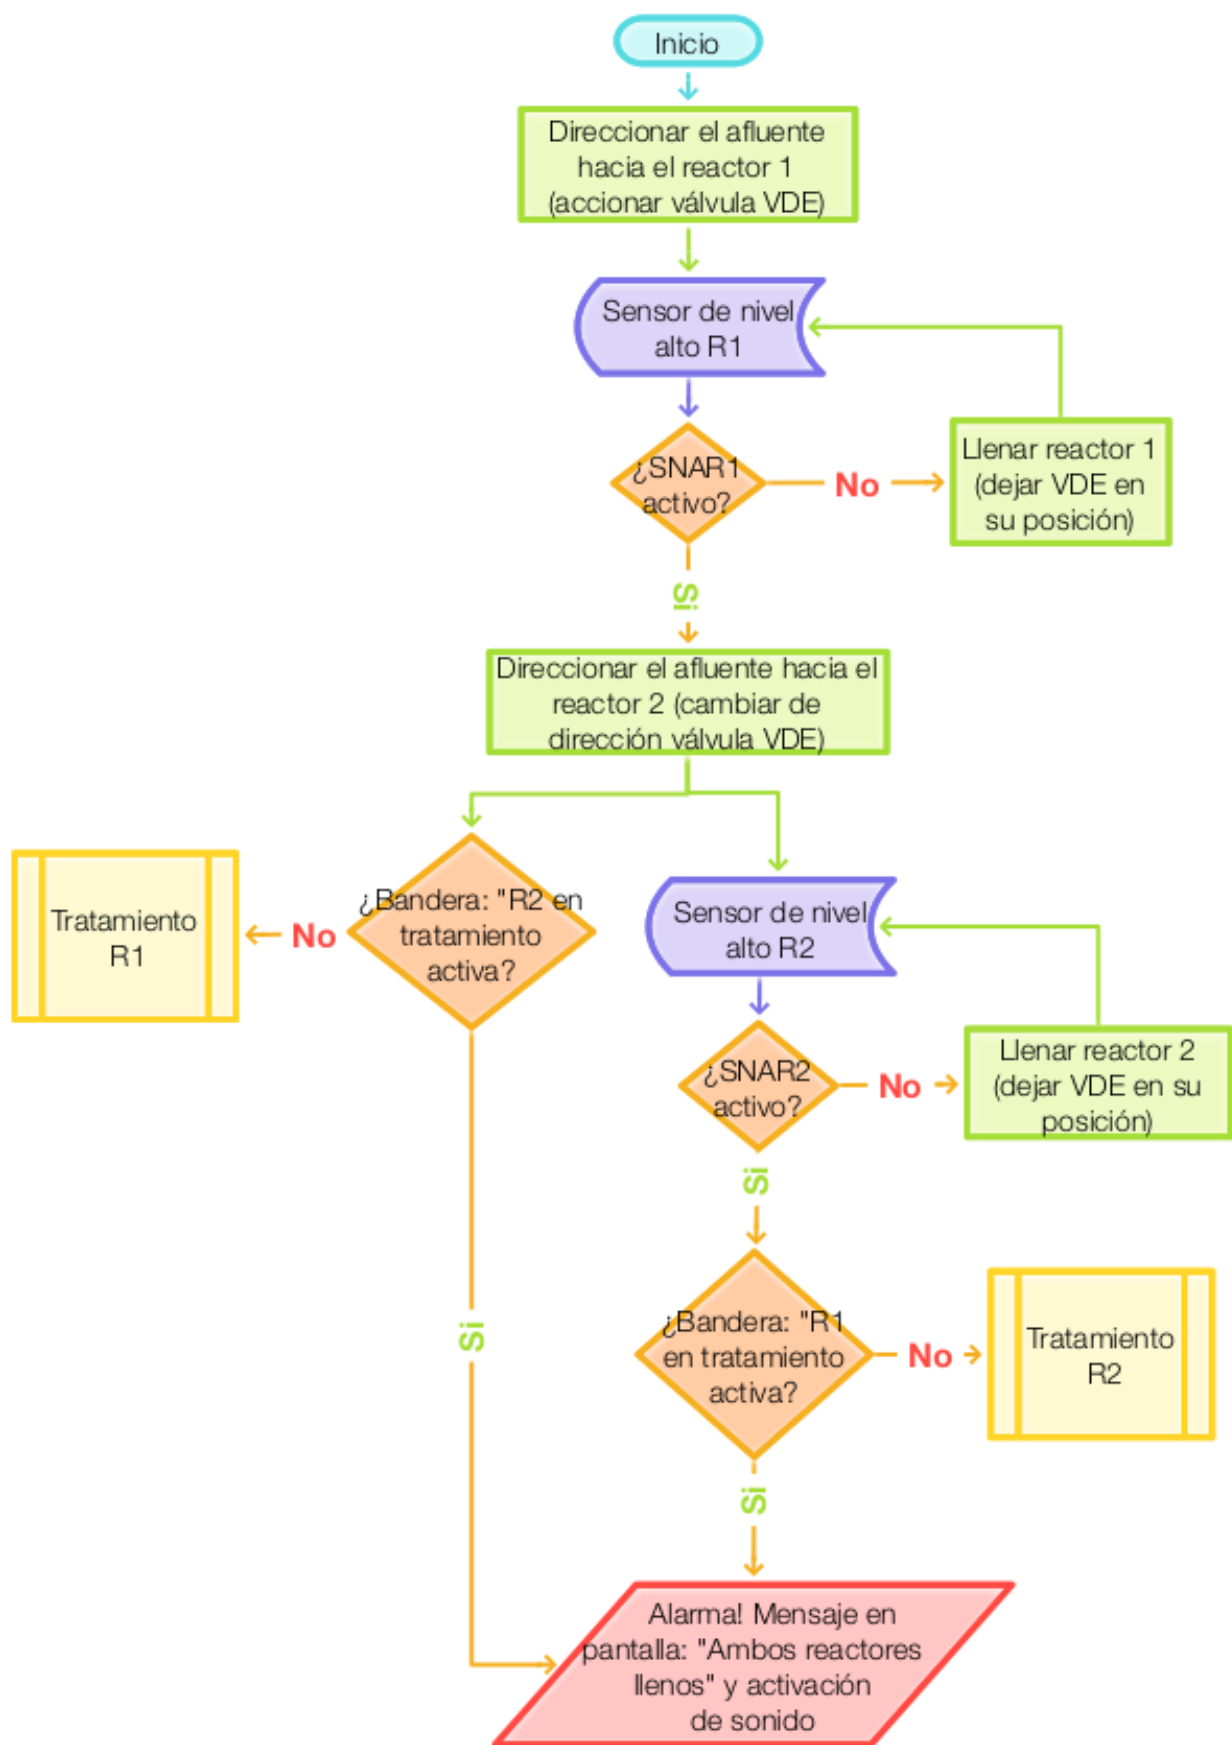 Inicio
Direccionar el afluente
hacia el reactor 1
(accionar válvula VDE)
Sensor de nivel
alto R1
¿SNAR1
activo?
No
Llenar reactor 1
(dejar VDE en
su posición)
Si
Direccionar el afluente hacia el
reactor 2 (cambiar de
dirección válvula VDE)
¿Bandera: "R2 en
tratamiento
activa?
No
Tratamiento
R1
Sensor de nivel
alto R2
¿SNAR2
activo?
No
Llenar reactor 2
(dejar VDE en su
posición)
Si
¿Bandera: "R1
en tratamiento
activa?
No
Tratamiento
R2
Si
Si
Alarma! Mensaje en
pantalla: "Ambos reactores
llenos" y activación
de sonido